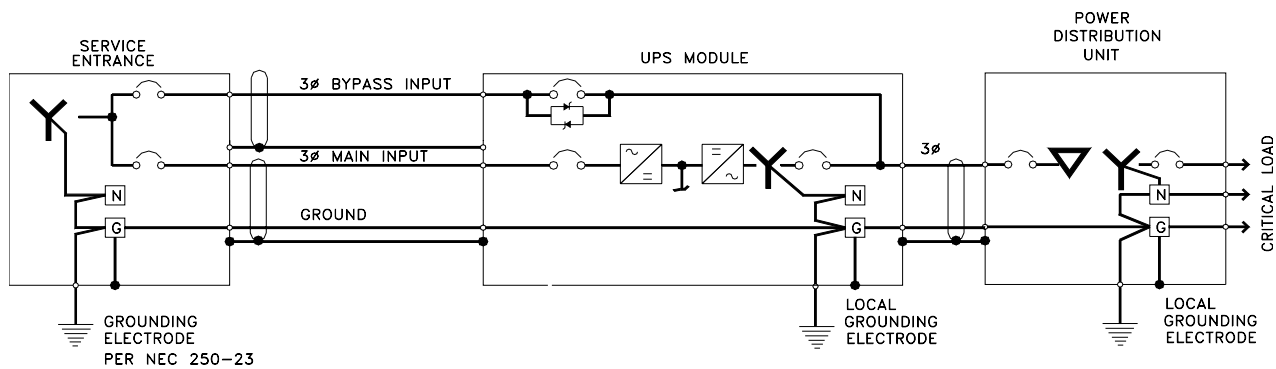 SERVICE
ENTRANCE
UPS MODULE
POWER
DISTRIBUTION
UNIT
3ø BYPASS INPUT
3ø MAIN INPUT
3ø
GROUND
N
G
N
G
N
G
CRITICAL LOAD
GROUNDING
ELECTRODE
PER NEC 250-23
LOCAL
GROUNDING
ELECTRODE
LOCAL
GROUNDING
ELECTRODE